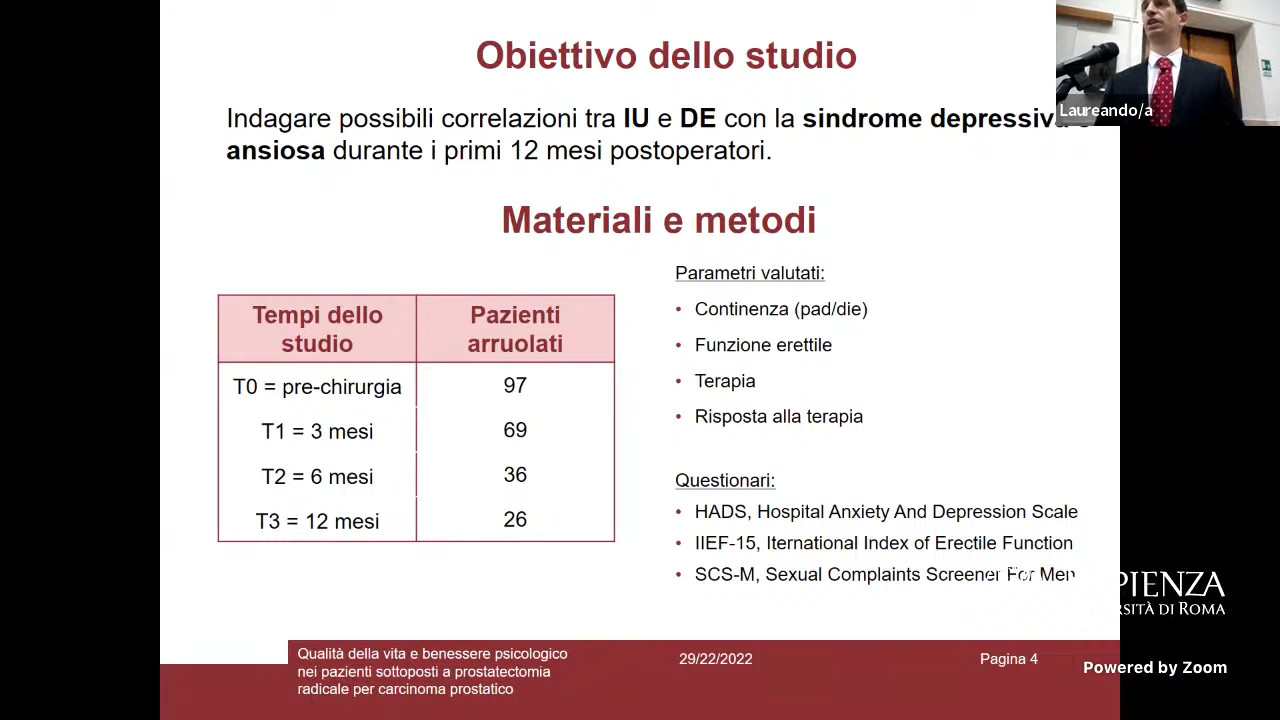 Obiettivo dello studio
Laureando/a
Indagare possibili correlazioni tra IU e DE con la sindrome depressiva e
ansiosa durante i primi 12 mesi postoperatori.
Materiali e metodi
Tempi dello studio
Pazienti arruolati
T0 = pre-chirurgia 97
T1 = 3 mesi 69
T2 = 6 mesi 36
T3 = 12 mesi 26
Parametri valutati:
• Continenza (pad/die)
• Funzione erettile
• Terapia
• Risposta alla terapia
Questionari:
• HADS, Hospital Anxiety And Depression Scale
• IIEF-15, Iternational Index of Erectile Function
• SCS-M, Sexual Complaints Screener For Men
PIENZA
RSITÀ DI ROMA
Qualità della vita e benessere psicologico
nei pazienti sottoposti a prostatectomia
radicale per carcinoma prostatico
29/22/2022
Pagina 4
Powered by Zoom